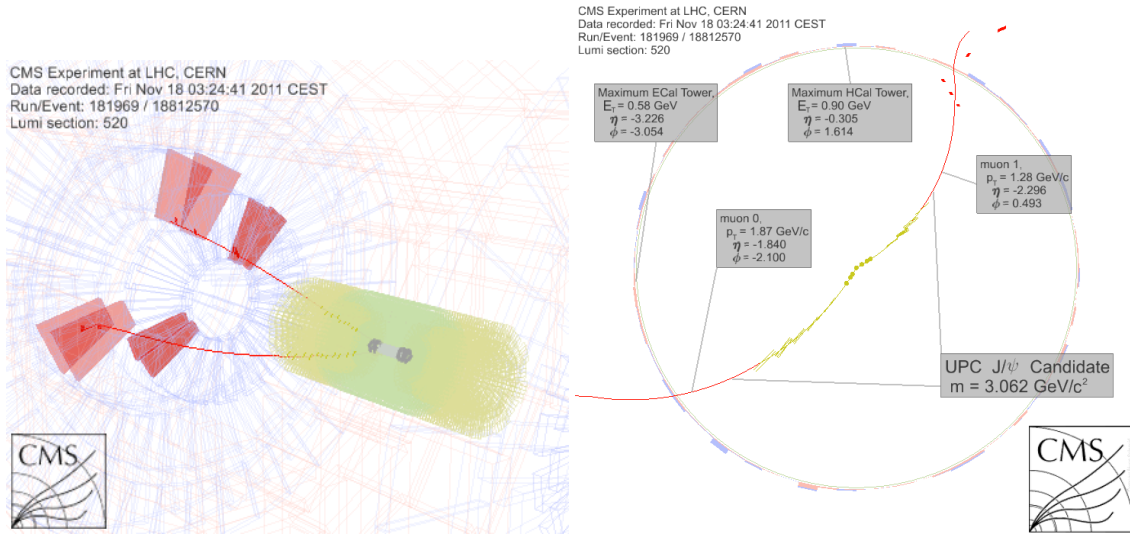 CMS Experiment at LHC, CERN
Data recorded: Fri Nov 18 03:24:41 2011 CEST
Run/Event: 181969 / 18812570
Lumi section: 520
CMS
CMS Experiment at LHC, CERN
Data recorded: Fri Nov 18 03:24:41 2011 CEST
Run/Event: 181969 / 18812570
Lumi section: 520
Maximum ECal Tower,
E_T = 0.58 GeV
η = -3.226
ϕ = -3.054
Maximum HCal Tower,
E_T = 0.90 GeV
η = -0.305
ϕ = 1.614
muon 1,
p_T = 1.28 GeV/c
η = -2.296
ϕ = 0.493
muon 0,
p_T = 1.87 GeV/c
η = -1.840
ϕ = -2.100
UPC J/ψ Candidate
m = 3.062 GeV/c²
CMS